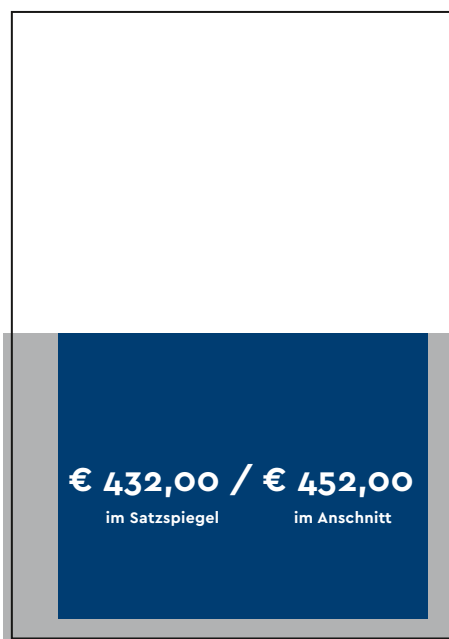 € 432,00 / € 452,00
im Satzspiegel im Anschnitt